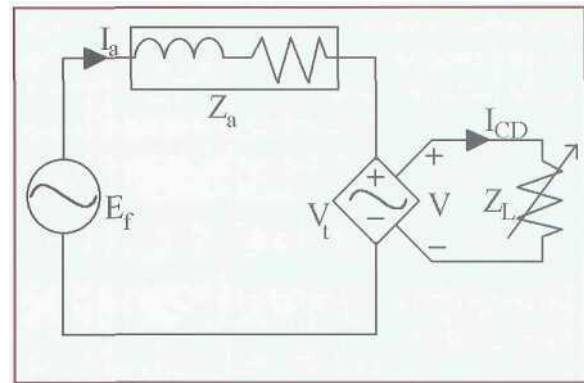 I_a
Z_a
I_CD
E_f
V_t
+
−
V
+
−
Z_L